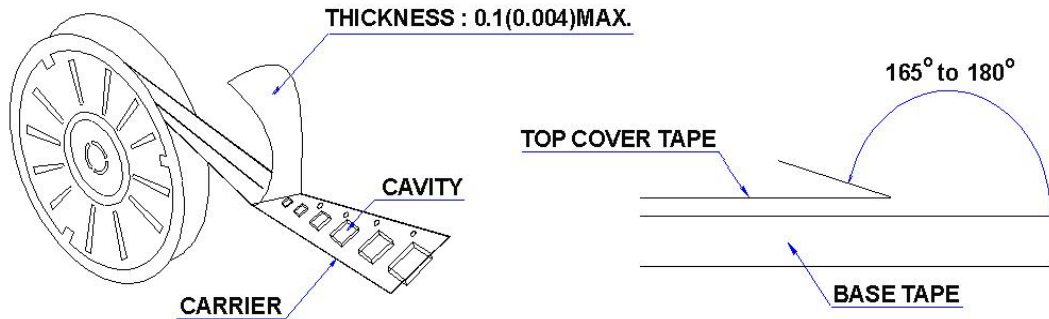 THICKNESS : 0.1(0.004)MAX.
165° to 180°
TOP COVER TAPE
CAVITY
CARRIER
BASE TAPE